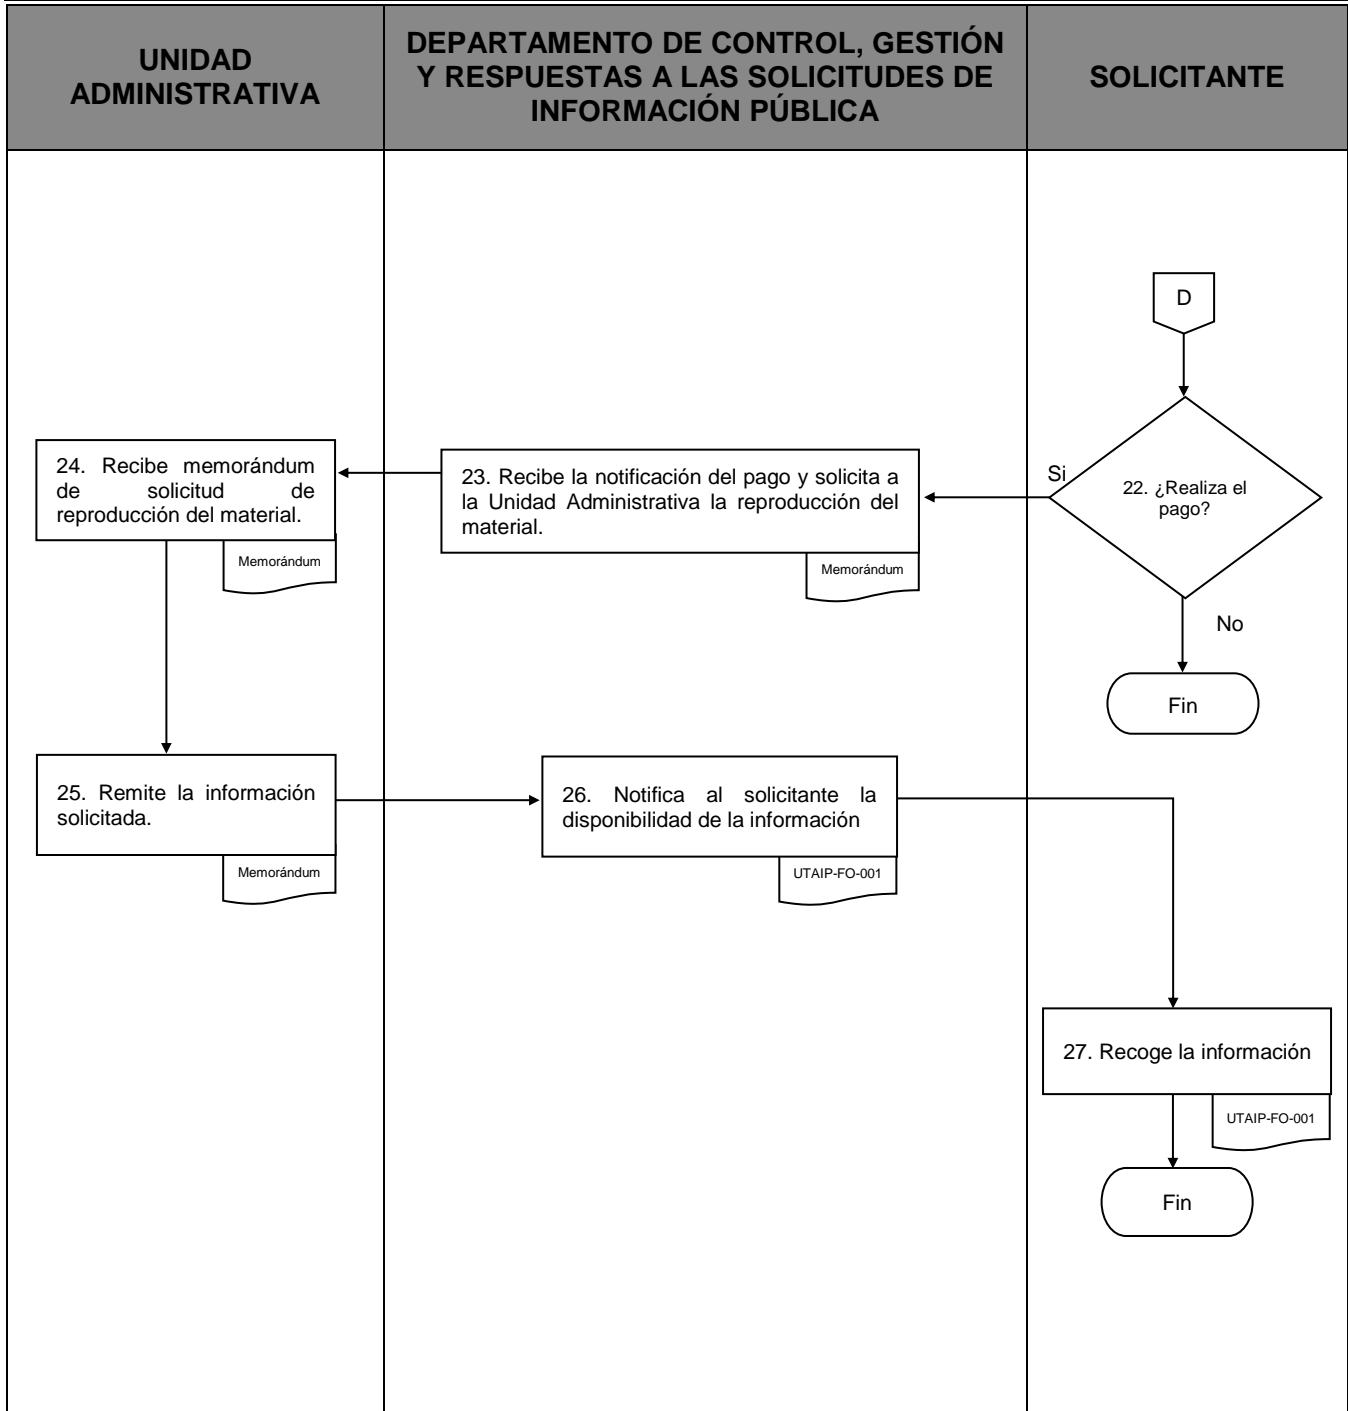 UNIDAD
ADMINISTRATIVA
DEPARTAMENTO DE CONTROL, GESTIÓN
Y RESPUESTAS A LAS SOLICITUDES DE
INFORMACIÓN PÚBLICA
SOLICITANTE
D
22. ¿Realiza el
pago?
Si
No
Fin
23. Recibe la notificación del pago y solicita a
la Unidad Administrativa la reproducción del
material.
Memorándum
24. Recibe memorándum
de solicitud de
reproducción del material.
Memorándum
25. Remite la información
solicitada.
Memorándum
26. Notifica al solicitante la
disponibilidad de la información
UTAIP-FO-001
27. Recoge la información
UTAIP-FO-001
Fin